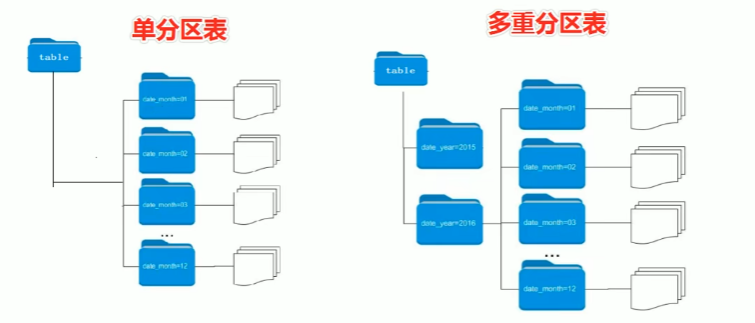 单分区表
table
date_month=01
date_month=02
date_month=03
...
date_month=12
多重分区表
table
date_year=2015
date_year=2016
date_month=01
date_month=02
date_month=03
...
date_month=12